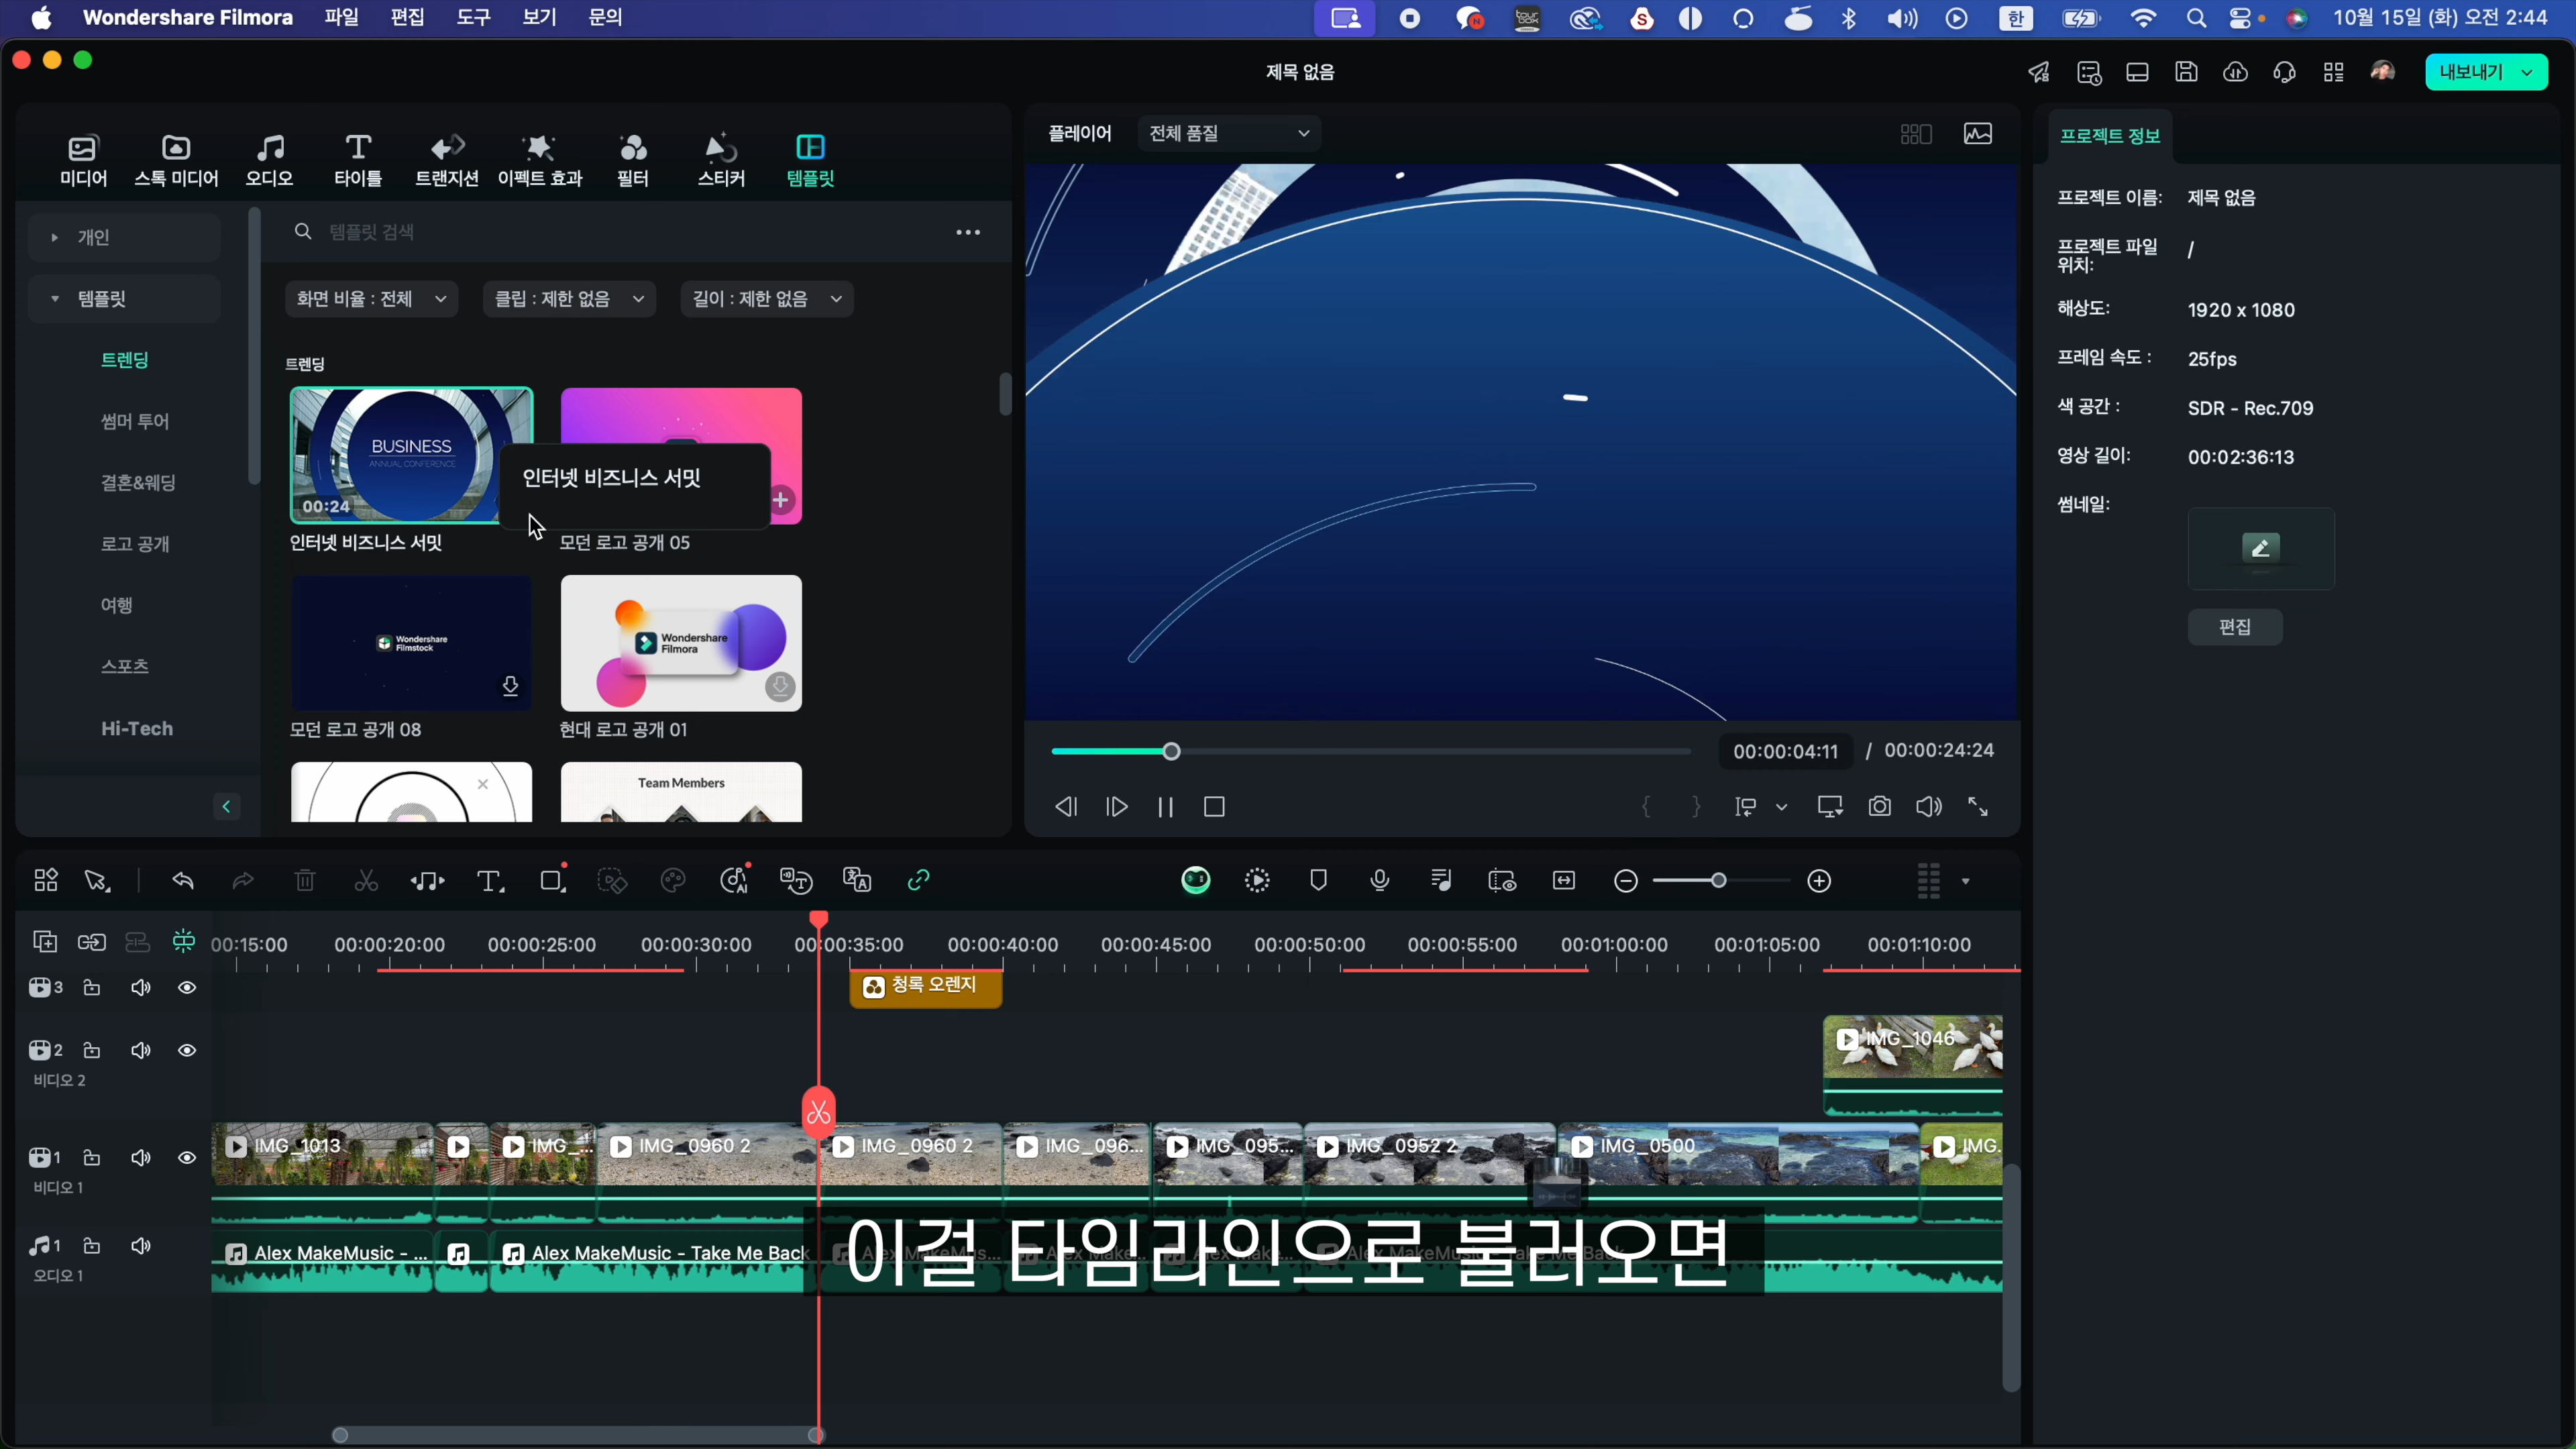 Wondershare Filmora 파일 편집 도구 보기 문의
한 10월 15일 (화) 오전 2:44
제목 없음
내보내기
미디어 스톡 미디어 오디오 타이틀 트랜지션 이펙트 효과 필터 스티커 템플릿
플레이어 전체 품질
프로젝트 정보
개인
템플릿
트렌딩
썸머 투어
결혼&웨딩
로고 공개
여행
스포츠
Hi-Tech
템플릿 검색
화면 비율 : 전체 클립 : 제한 없음 길이 : 제한 없음
트렌딩
BUSINESS
ANNUAL CONFERENCE
00:24
인터넷 비즈니스 서밋
인터넷 비즈니스 서밋
모던 로고 공개 05
Wondershare
Filmstock
Wondershare
Filmora
모던 로고 공개 08
현대 로고 공개 01
Team Members
00:00:04:11 / 00:00:24:24
프로젝트 이름: 제목 없음
프로젝트 파일
위치: /
해상도: 1920 x 1080
프레임 속도 : 25fps
색 공간 : SDR - Rec.709
영상 길이: 00:02:36:13
썸네일:
편집
00:15:00 00:00:20:00 00:00:25:00 00:00:30:00 00:00:35:00 00:00:40:00 00:00:45:00 00:00:50:00 00:00:55:00 00:01:00:00 00:01:05:00 00:01:10:00
3
청록 오렌지
2
비디오 2
IMG_1046
1
비디오 1
IMG_1013 IMG_... IMG_0960 2 IMG_0960 2 IMG_096... IMG_095... IMG_0952 2 IMG_0500 IMG.
1
오디오 1
Alex MakeMusic - ... Alex MakeMusic - Take Me Back
이걸 타임라인으로 불러오면